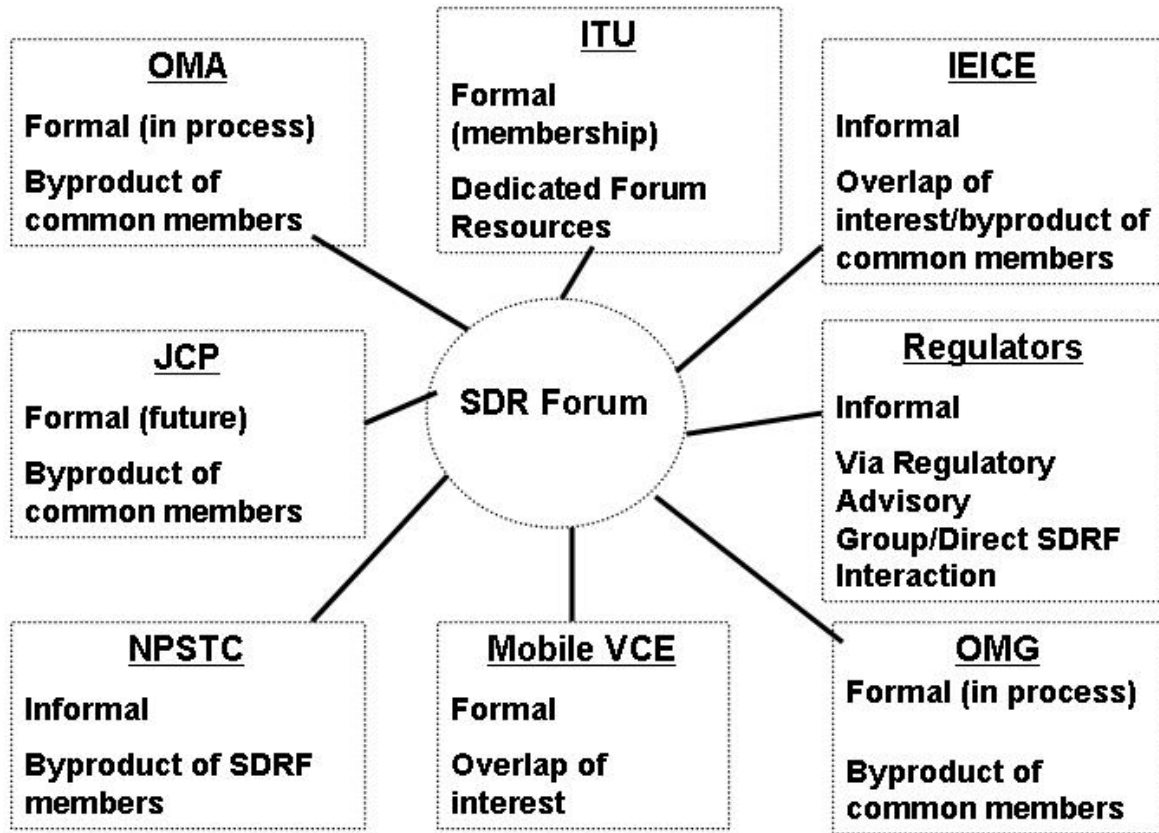 OMA
Formal (in process)
Byproduct of
common members
ITU
Formal
(membership)
Dedicated Forum
Resources
IEICE
Informal
Overlap of
interest/byproduct of
common members
JCP
Formal (future)
Byproduct of
common members
SDR Forum
Regulators
Informal
Via Regulatory
Advisory
Group/Direct SDRF
Interaction
NPSTC
Informal
Byproduct of SDRF
members
Mobile VCE
Formal
Overlap of
interest
OMG
Formal (in process)
Byproduct of
common members